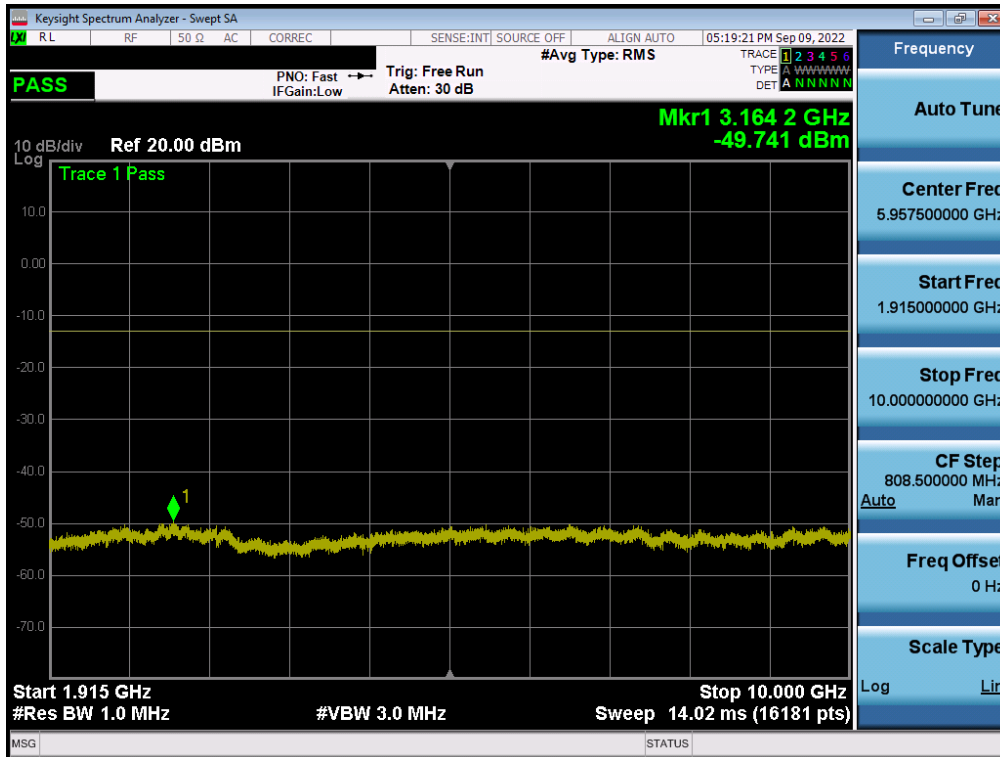 Keysight Spectrum Analyzer - Swept SA
LXI RL RF 50 Ω AC CORREC SENSE:INT SOURCE OFF ALIGN AUTO 05:19:21 PM Sep 09, 2022
#Avg Type: RMS
TRACE 1 2 3 4 5 6
TYPE A WWWWW
DET A N N N N N
PASS
PNO: Fast
IFGain:Low
Trig: Free Run
Atten: 30 dB
Mkr1 3.164 2 GHz
-49.741 dBm
10 dB/div
Log
Ref 20.00 dBm
Trace 1 Pass
10.0
0.00
-10.0
-20.0
-30.0
-40.0
1
-50.0
-60.0
-70.0
Start 1.915 GHz
Stop 10.000 GHz
#Res BW 1.0 MHz
#VBW 3.0 MHz
Sweep 14.02 ms (16181 pts)
MSG
STATUS
Frequency
Auto Tune
Center Freq
5.957500000 GHz
Start Freq
1.915000000 GHz
Stop Freq
10.000000000 GHz
CF Step
808.500000 MHz
Auto Man
Freq Offset
0 Hz
Scale Type
Log Lin